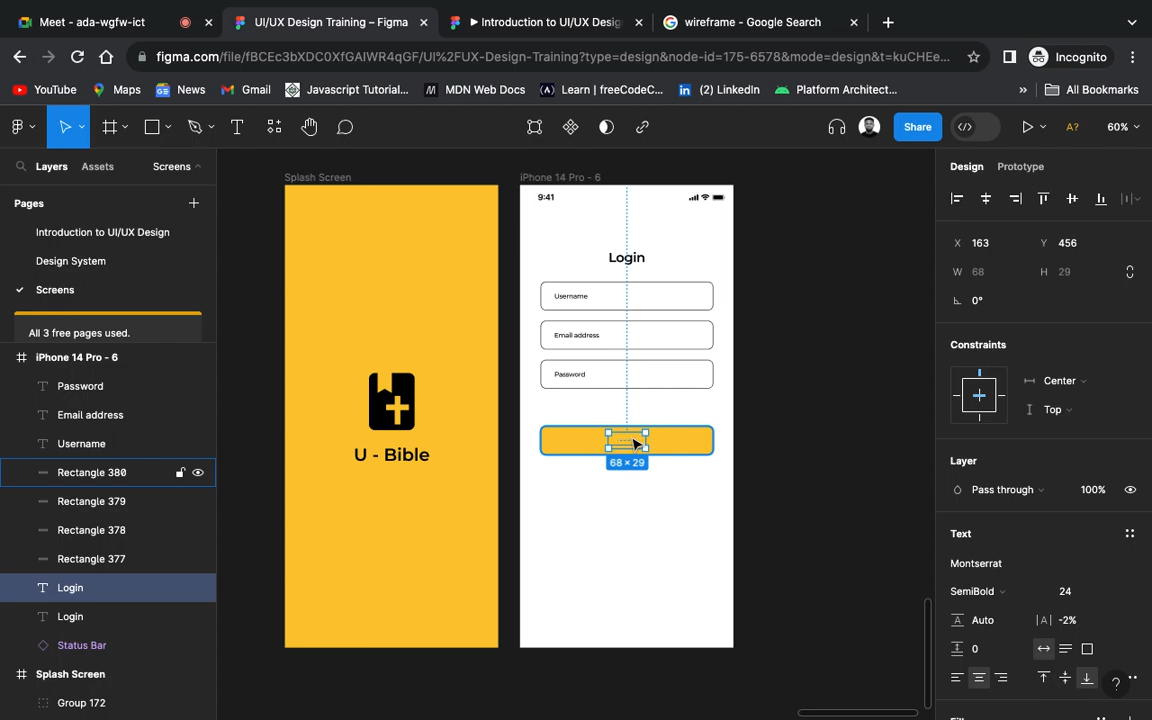 Meet - ada-wgfw-ict
UI/UX Design Training – Figma
Introduction to UI/UX Desig
wireframe - Google Search
figma.com/file/fBCEc3bXDC0XfGAIWR4qGF/UI%2FUX-Design-Training?type=design&node-id=175-6578&mode=design&t=kuCHEe...
Incognito
YouTube
Maps
News
Gmail
Javascript Tutorial...
MDN Web Docs
Learn | freeCodeC...
(2) LinkedIn
Platform Architect...
»
All Bookmarks
Share
A?
60%
Layers
Assets
Screens
Pages
Introduction to UI/UX Design
Design System
Screens
All 3 free pages used.
iPhone 14 Pro - 6
Password
Email address
Username
Rectangle 380
Rectangle 379
Rectangle 378
Rectangle 377
Login
Login
Status Bar
Splash Screen
Group 172
Splash Screen
U - Bible
iPhone 14 Pro - 6
9:41
Login
Username
Email address
Password
68 × 29
Design
Prototype
X 163
Y 456
W 68
H 29
0°
Constraints
Center
Top
Layer
Pass through
100%
Text
Montserrat
SemiBold
24
Auto
-2%
0
?
Fill